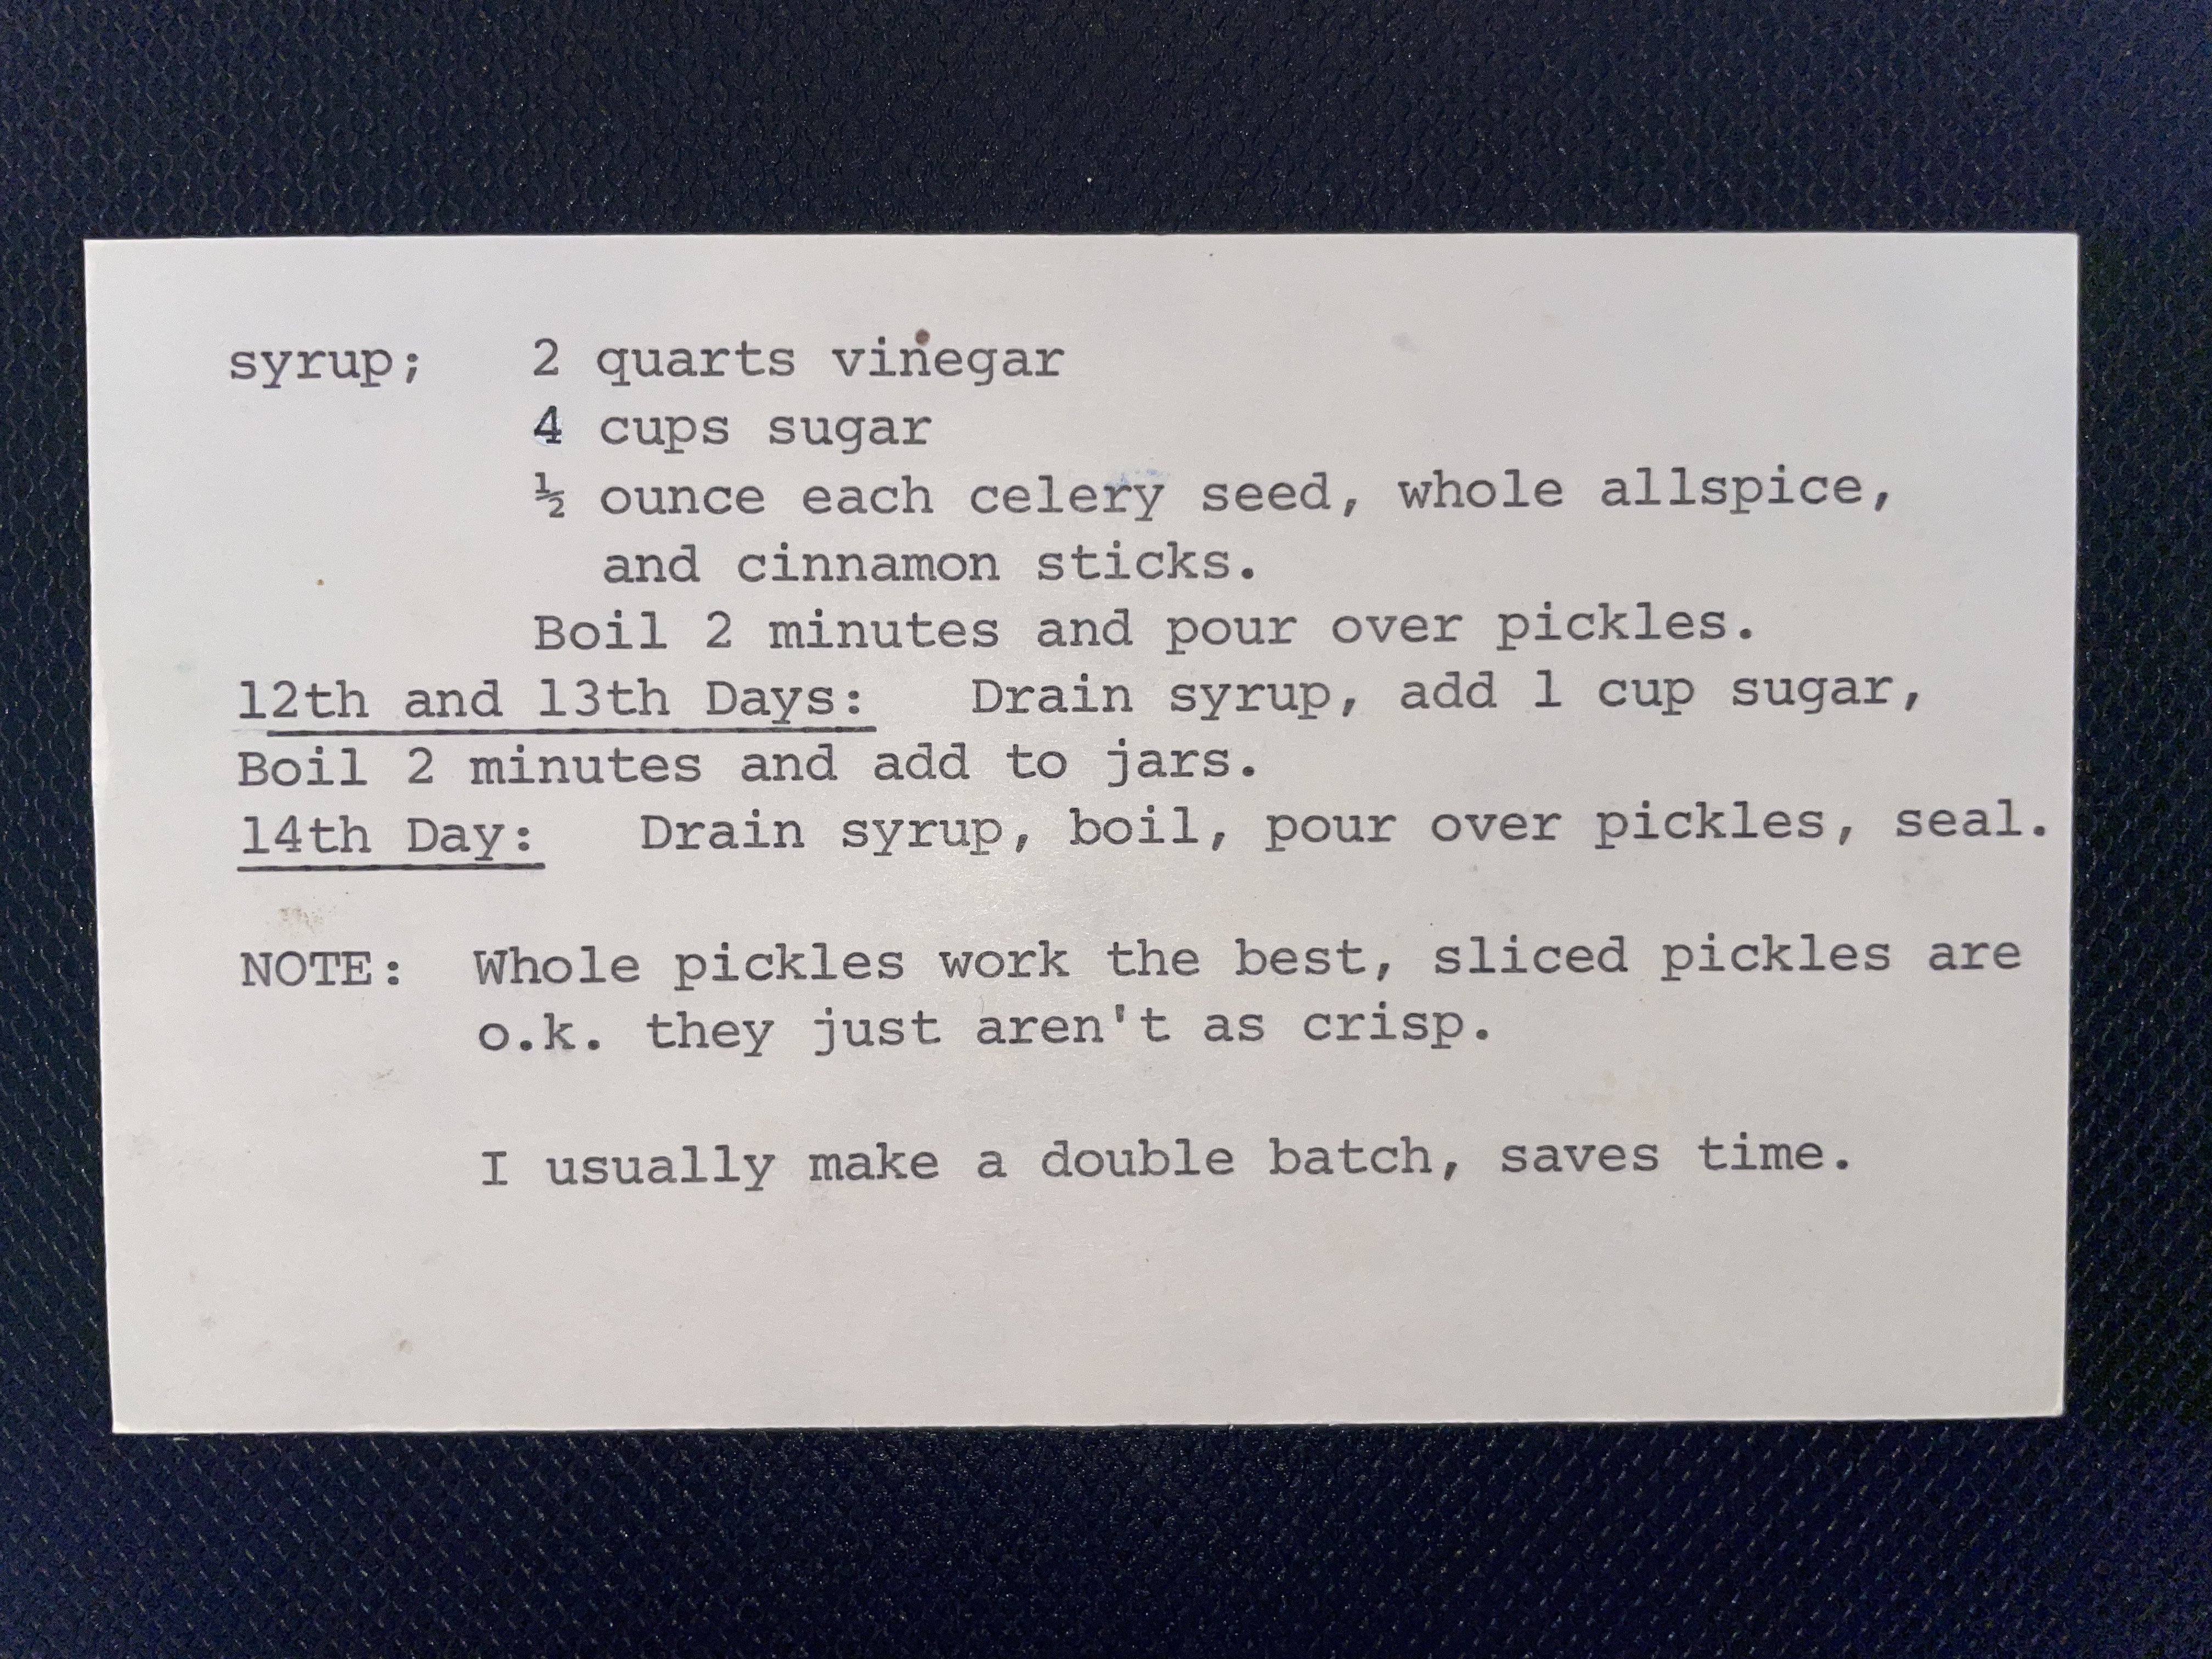 syrup; 2 quarts vinegar
4 cups sugar
½ ounce each celery seed, whole allspice,
and cinnamon sticks.
Boil 2 minutes and pour over pickles.
12th and 13th Days: Drain syrup, add 1 cup sugar,
Boil 2 minutes and add to jars.
14th Day: Drain syrup, boil, pour over pickles, seal.
NOTE: Whole pickles work the best, sliced pickles are
o.k. they just aren't as crisp.
I usually make a double batch, saves time.